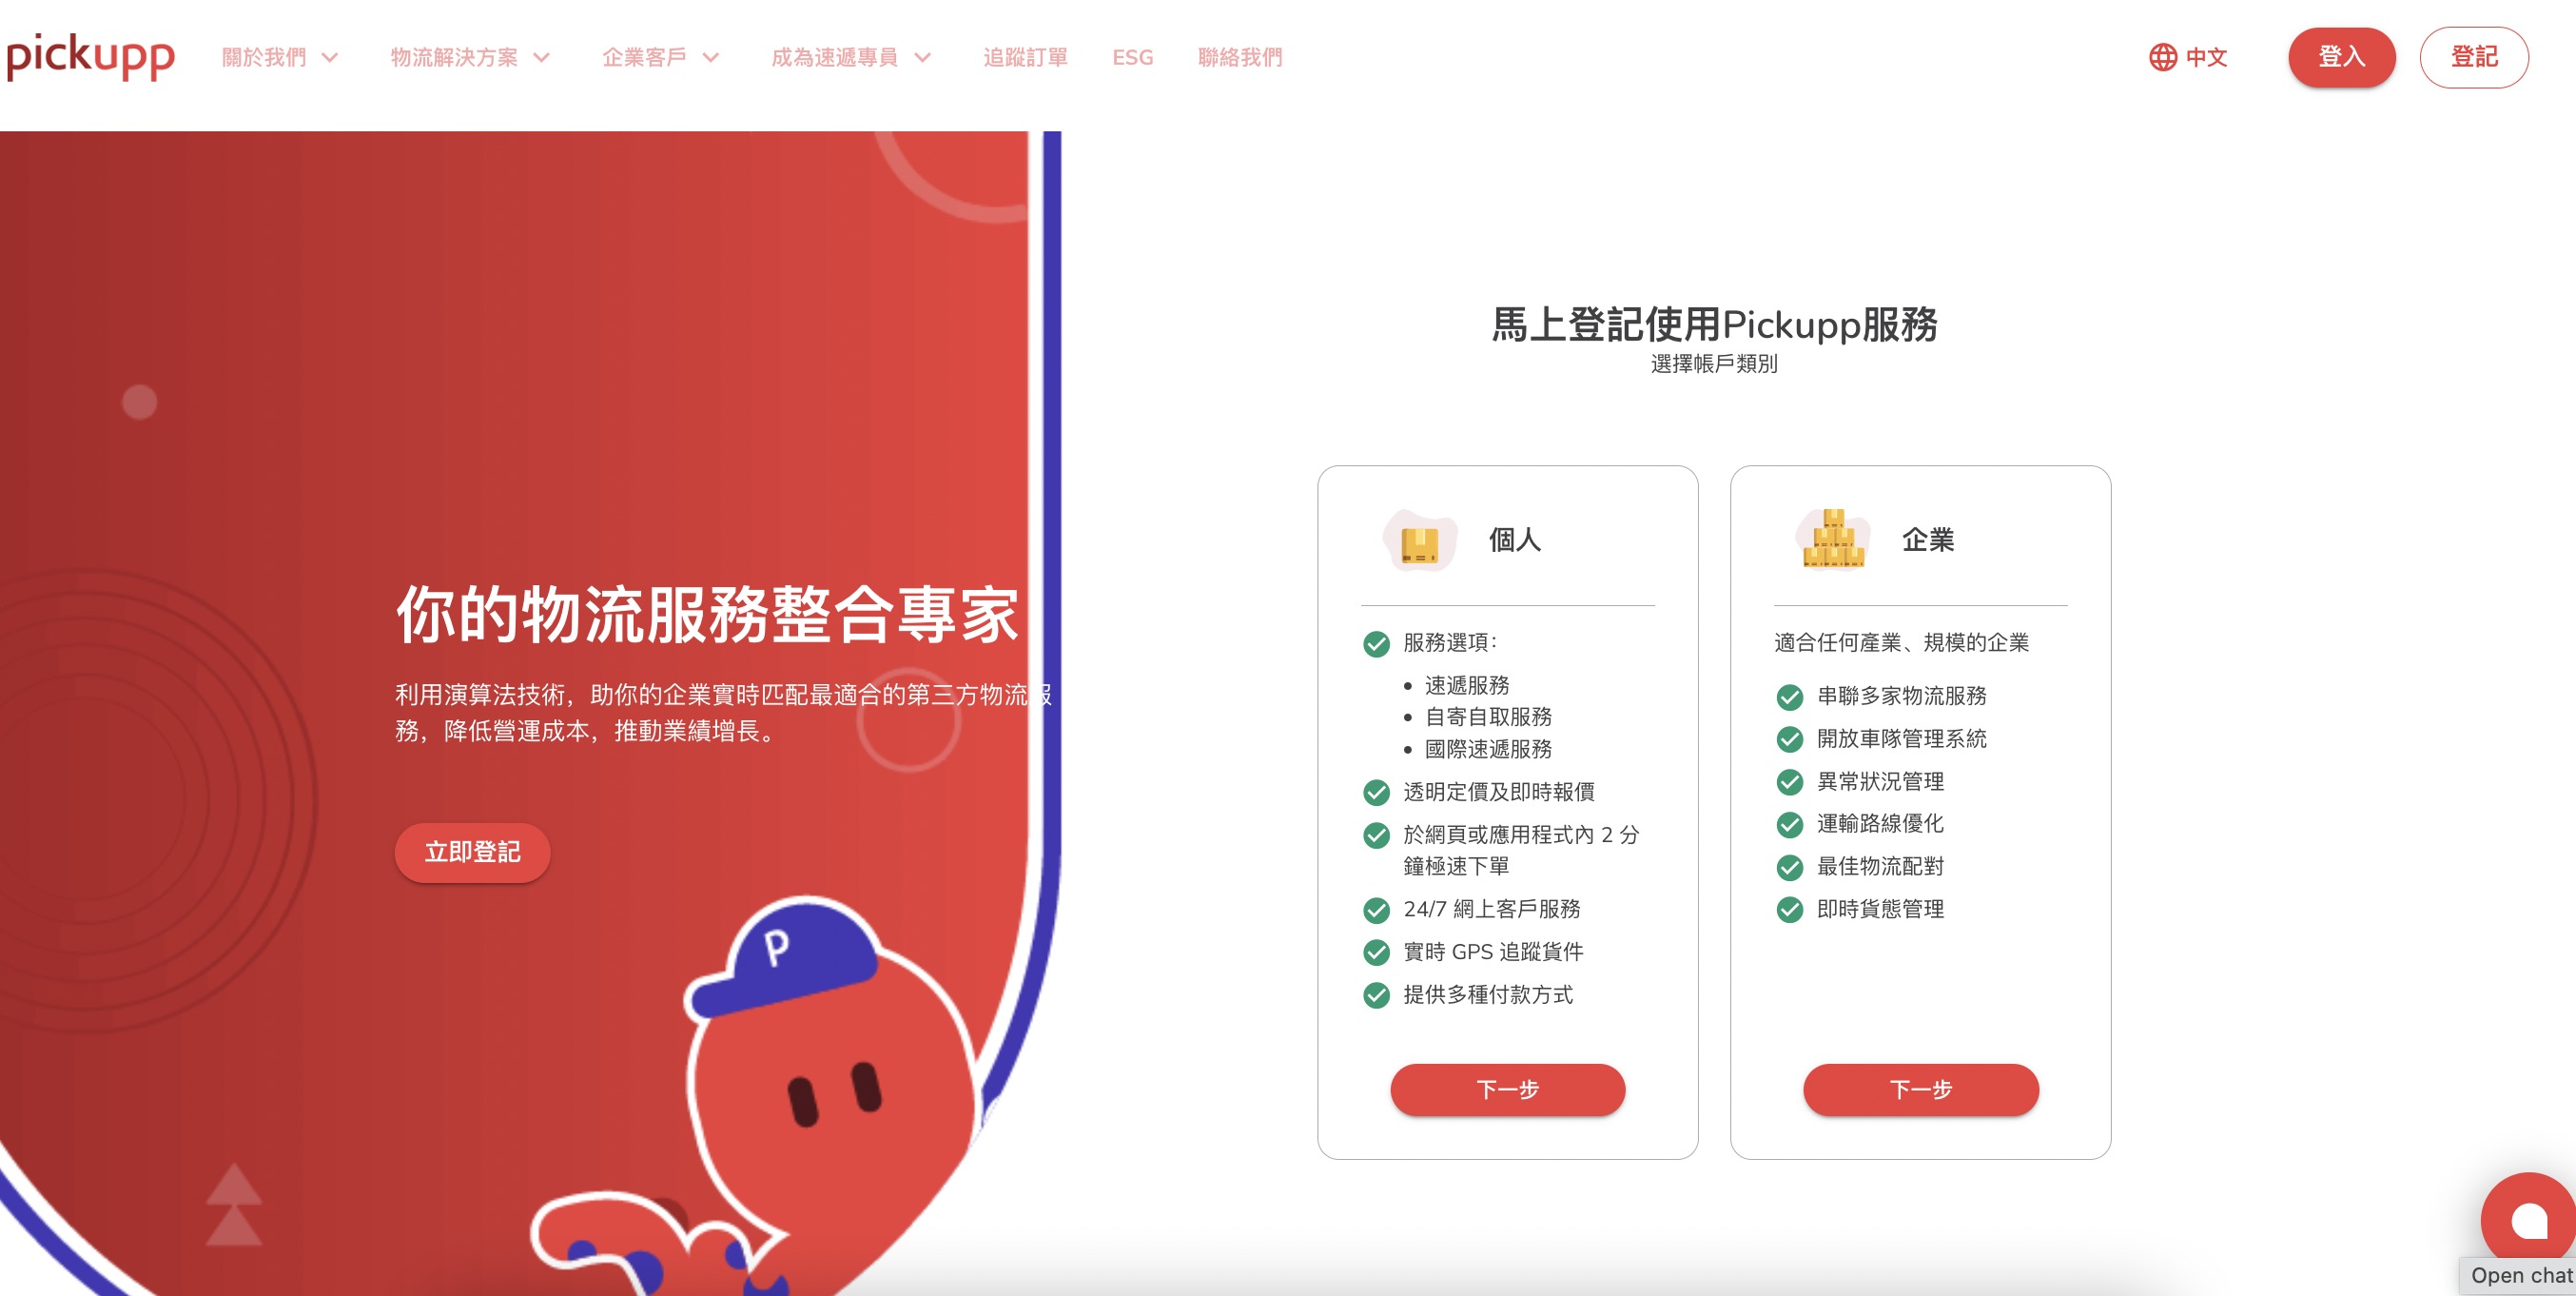 pickupp
關於我們
物流解決方案
企業客戶
成為速遞專員
追蹤訂單
ESG
聯絡我們
中文
登入
登記
你的物流服務整合專家
利用演算法技術，助你的企業實時匹配最適合的第三方物流服
務，降低營運成本，推動業績增長。
立即登記
P
馬上登記使用Pickupp服務
選擇帳戶類別
個人
服務選項：
速遞服務
自寄自取服務
國際速遞服務
透明定價及即時報價
於網頁或應用程式內 2 分
鐘極速下單
24/7 網上客戶服務
實時 GPS 追蹤貨件
提供多種付款方式
下一步
企業
適合任何產業、規模的企業
串聯多家物流服務
開放車隊管理系統
異常狀況管理
運輸路線優化
最佳物流配對
即時貨態管理
下一步
Open chat